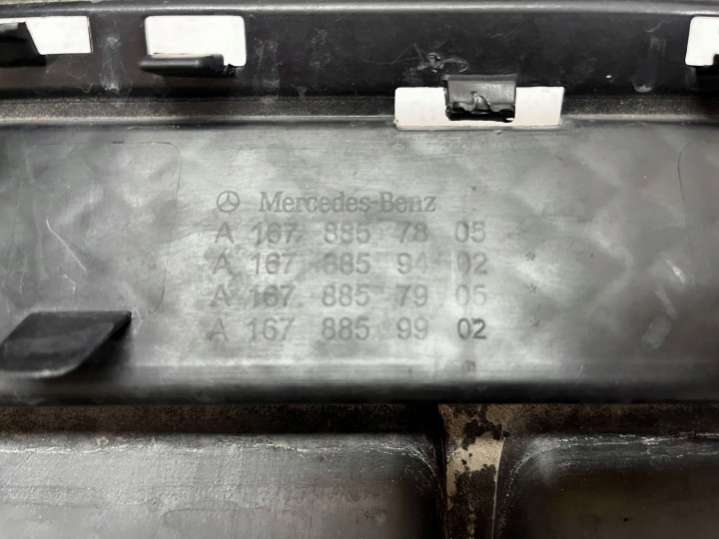 Mercedes-Benz
A 167 885 78 05
A 167 885 94 02
A 167 885 79 05
A 167 885 99 02